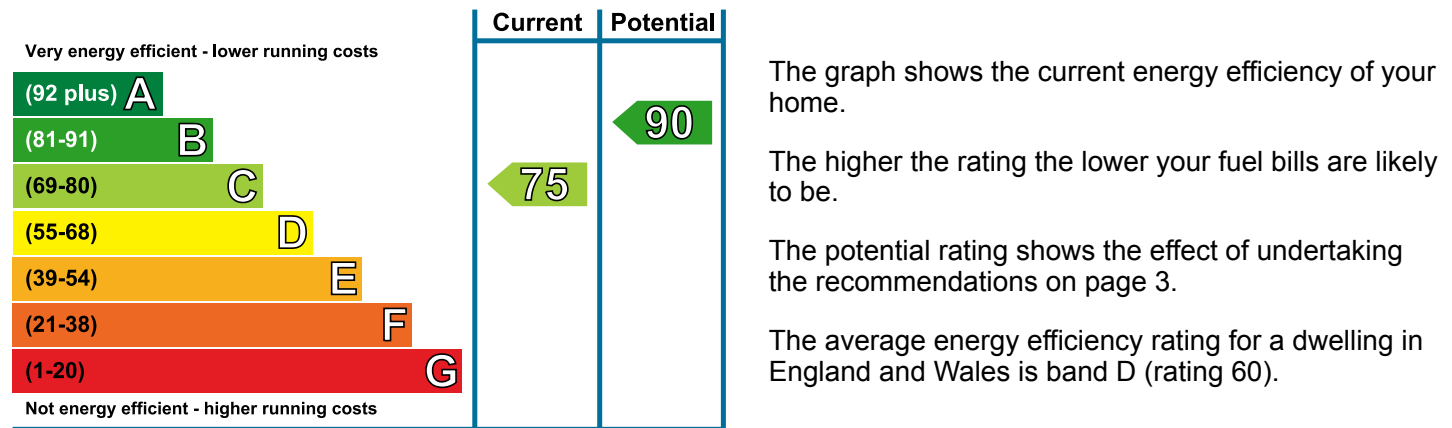 Current Potential
Very energy efficient - lower running costs
(92 plus) A
(81-91) B
(69-80) C
(55-68) D
(39-54) E
(21-38) F
(1-20) G
Not energy efficient - higher running costs
75
90
The graph shows the current energy efficiency of your
home.
The higher the rating the lower your fuel bills are likely
to be.
The potential rating shows the effect of undertaking
the recommendations on page 3.
The average energy efficiency rating for a dwelling in
England and Wales is band D (rating 60).